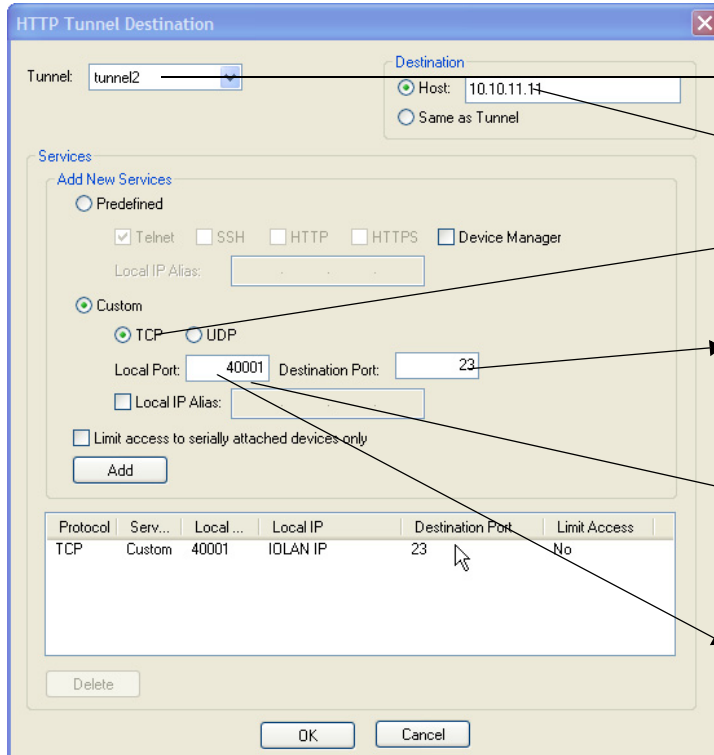 HTTP Tunnel Destination
Tunnel: tunnel2
Destination
Host: 10.10.11.11
Same as Tunnel
Services
Add New Services
Predefined
Telnet SSH HTTP HTTPS Device Manager
Local IP Alias:
Custom
TCP UDP
Local Port: 40001 Destination Port: 23
Local IP Alias:
Limit access to serially attached devices only
Add
Protocol Serv... Local ... Local IP Destination Port Limit Access
TCP Custom 40001 IOLAN IP 23 No
Delete
OK Cancel